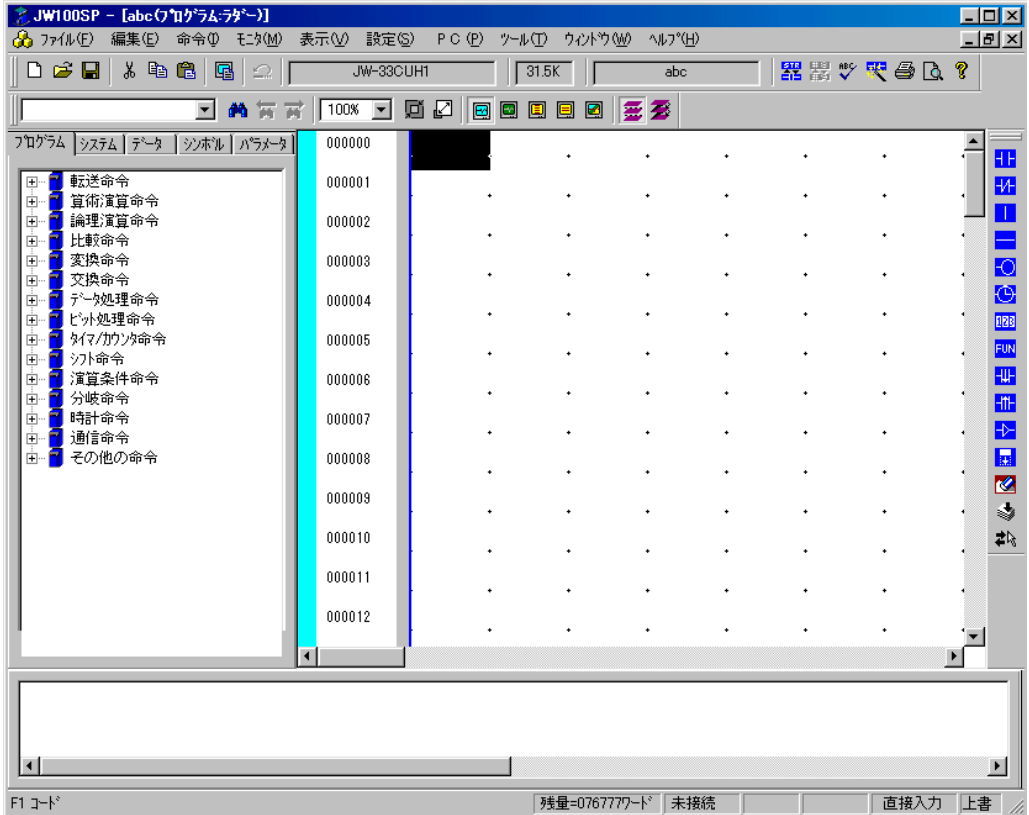 JW100SP - [abc(ﾌﾟﾛｸﾞﾗﾑ:ﾗﾀﾞｰ)]
ﾌｧｲﾙ(F) 編集(E) 命令(I) ﾓﾆﾀ(M) 表示(V) 設定(S) ＰＣ(P) ﾂｰﾙ(T) ｳｨﾝﾄﾞｳ(W) ﾍﾙﾌﾟ(H)
JW-33CUH1 31.5K abc
100%
ﾌﾟﾛｸﾞﾗﾑ ｼｽﾃﾑ ﾃﾞｰﾀ ｼﾝﾎﾞﾙ ﾊﾟﾗﾒｰﾀ
転送命令
算術演算命令
論理演算命令
比較命令
変換命令
交換命令
ﾃﾞｰﾀ処理命令
ﾋﾞｯﾄ処理命令
ﾀｲﾏ/ｶｳﾝﾀ命令
ｼﾌﾄ命令
演算条件命令
分岐命令
時計命令
通信命令
その他の命令
000000
000001
000002
000003
000004
000005
000006
000007
000008
000009
000010
000011
000012
123
FUN
F1 ｺｰﾄﾞ 残量=076777ﾜｰﾄﾞ 未接続 直接入力 上書